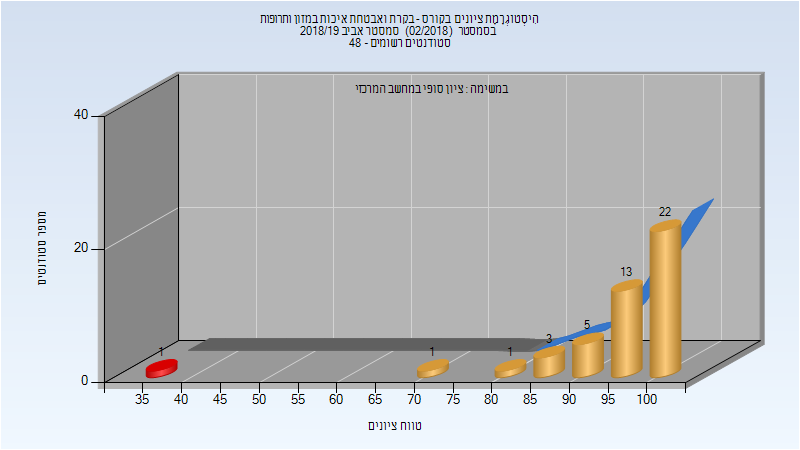 היסטוגרמת ציונים בקורס - בקרת ואבטחת איכות במזון ותרופות
בסמסטר (02/2018) סמסטר אביב 2018/19
סטודנטים רשומים - 48
במשימה : ציון סופי במחשב המרכזי
40
20
0
מספר סטודנטים
1
1
1
3
5
13
22
35 40 45 50 55 60 65 70 75 80 85 90 95 100
טווח ציונים